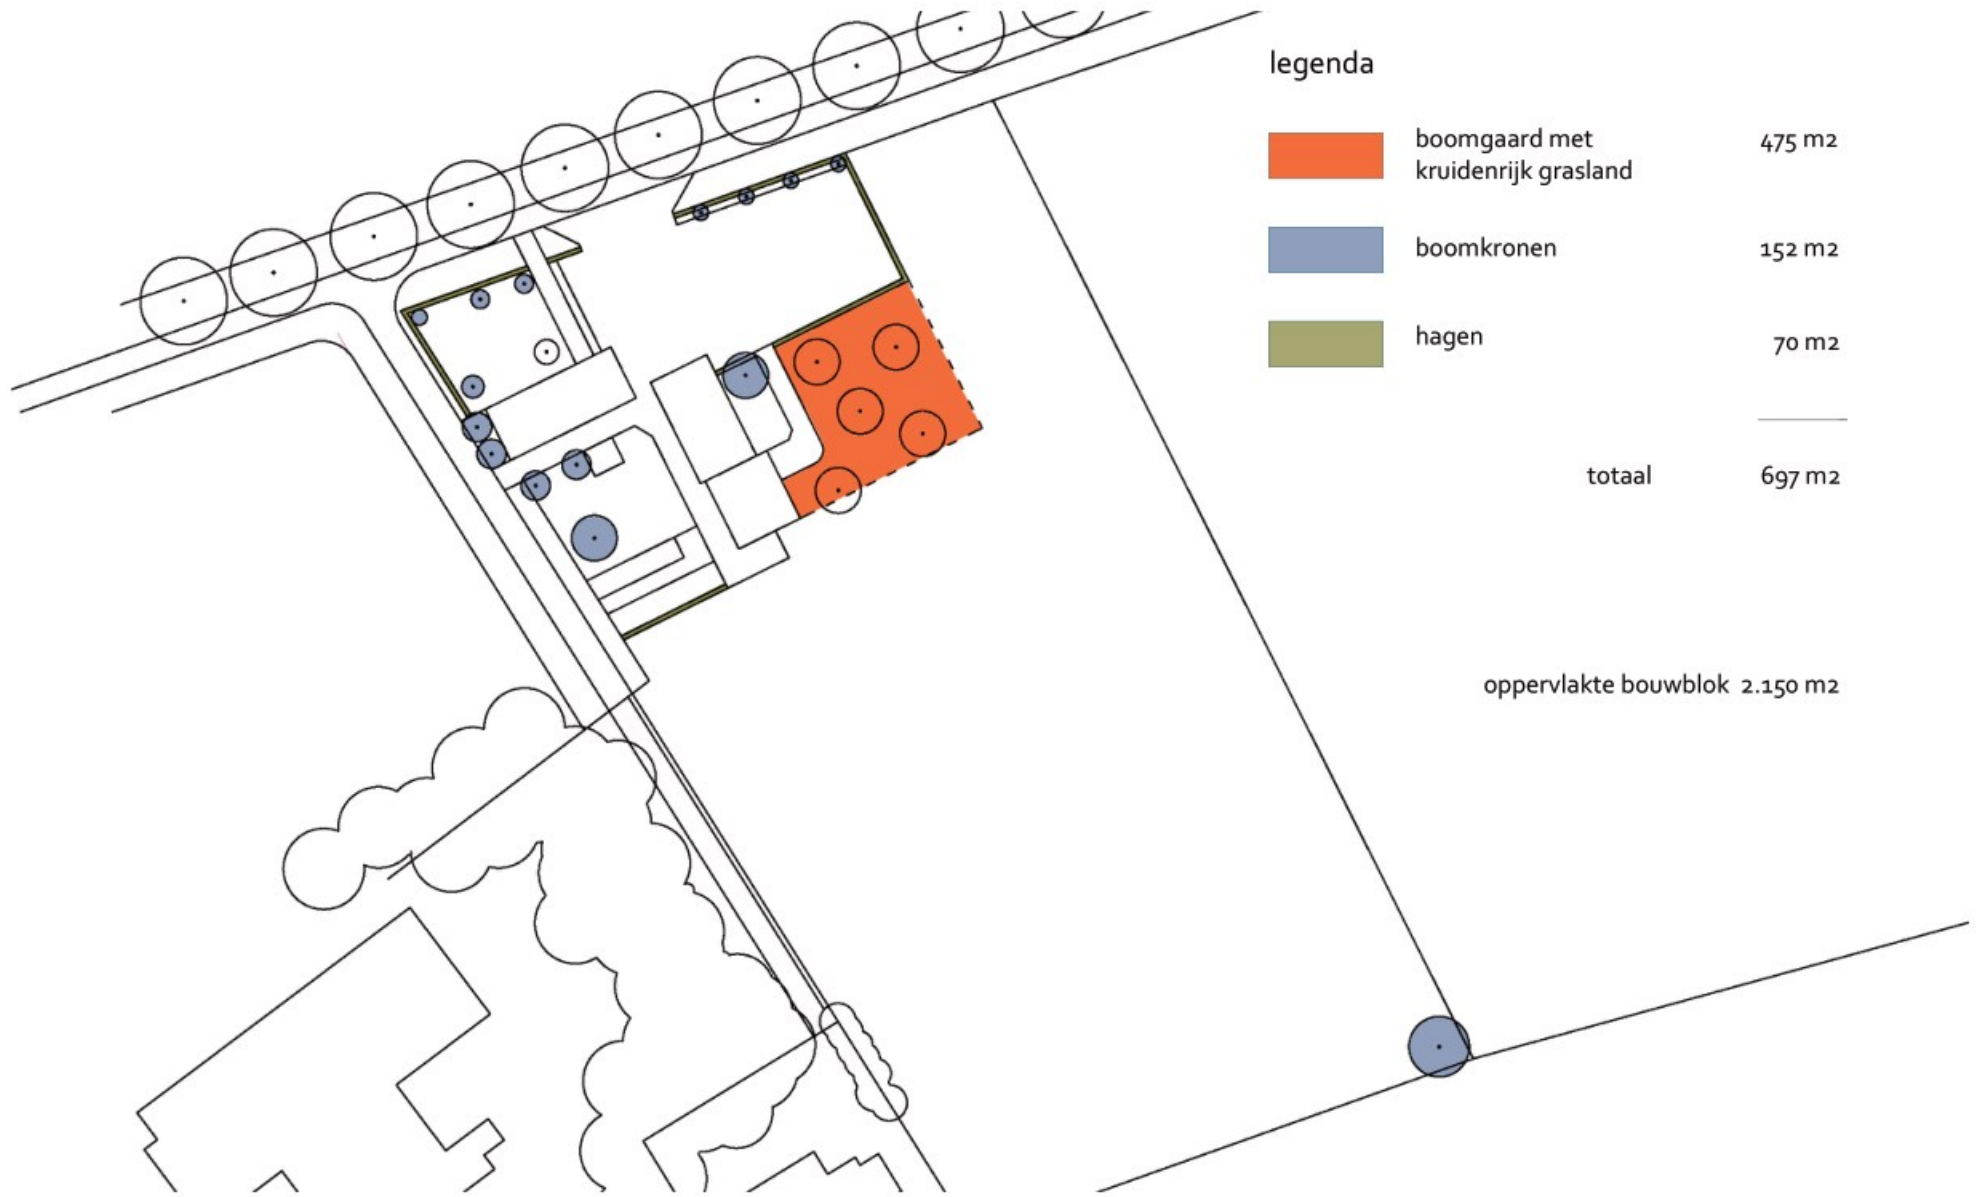 legenda
boomgaard met 475 m2
kruidenrijk grasland
boomkronen 152 m2
hagen 70 m2
totaal 697 m2
oppervlakte bouwblok 2.150 m2